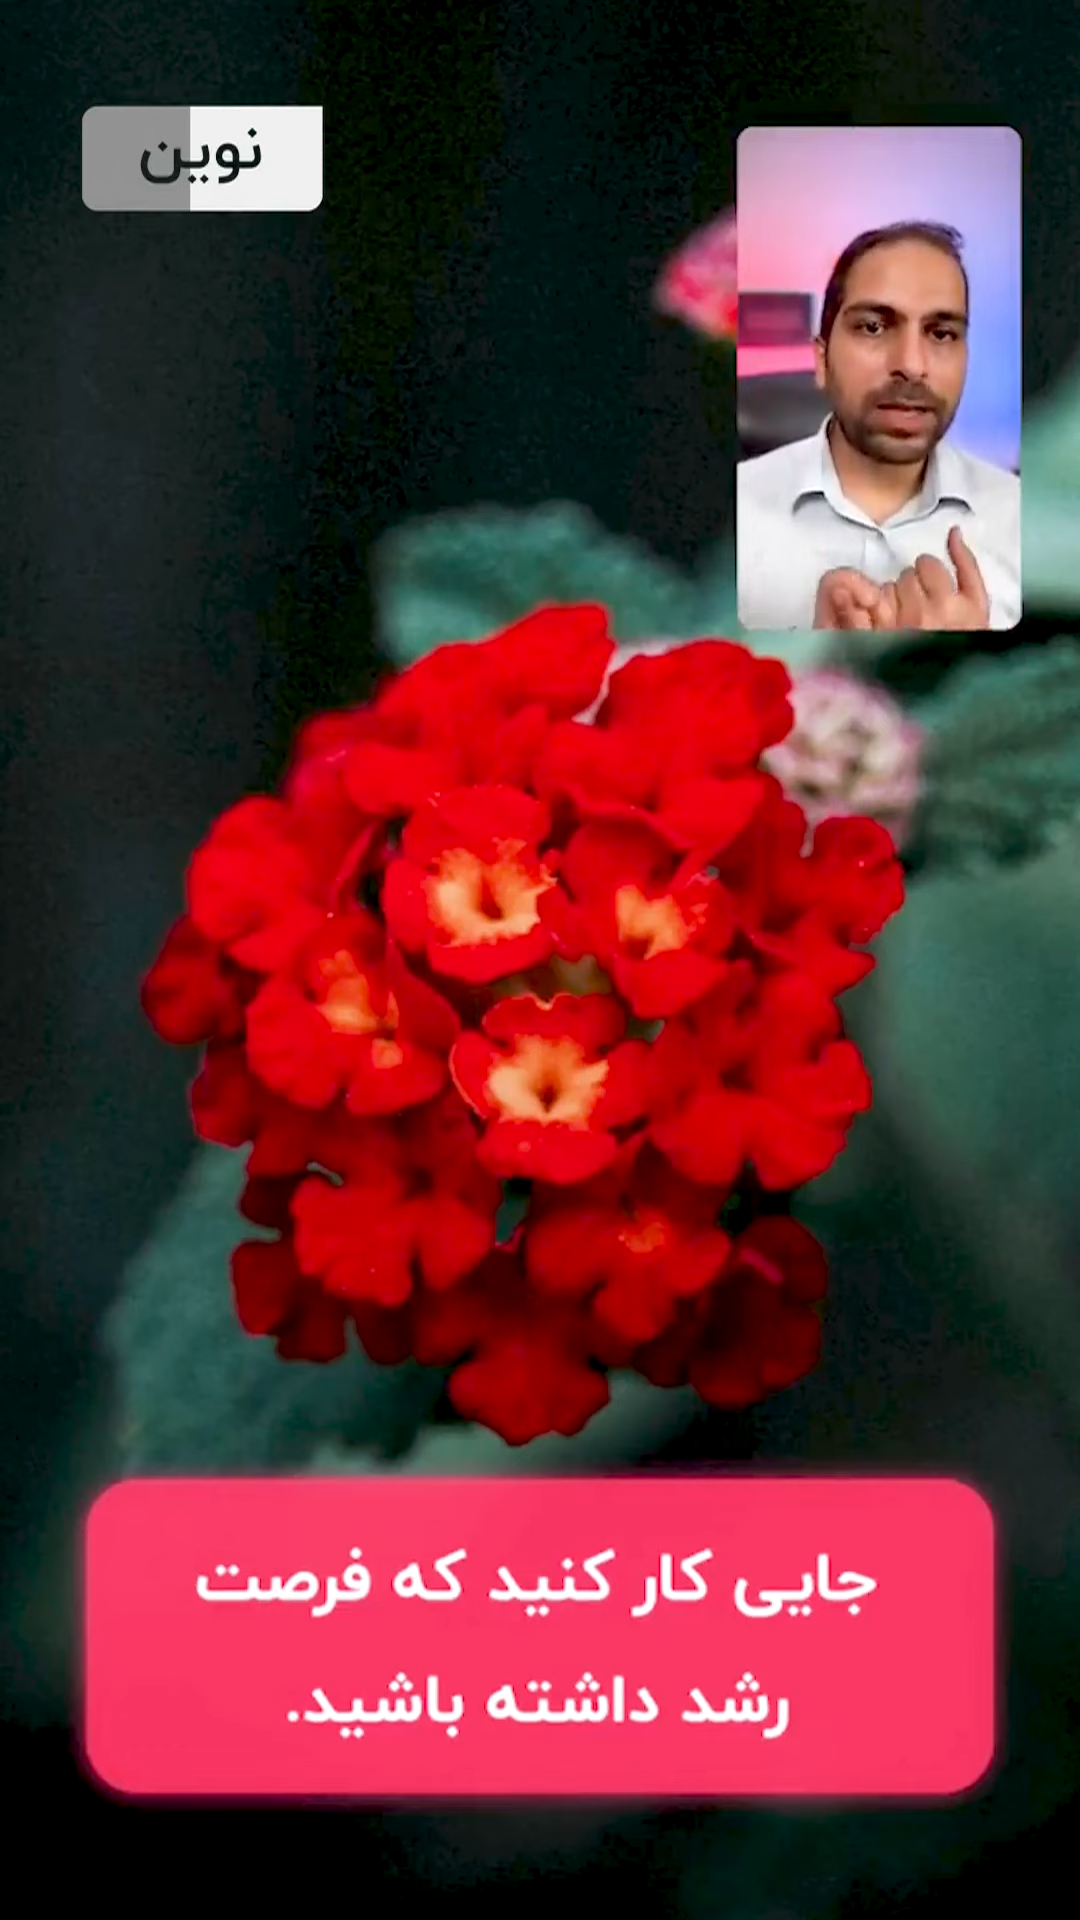 نوین
جایی کار کنید که فرصت
رشد داشته باشید.